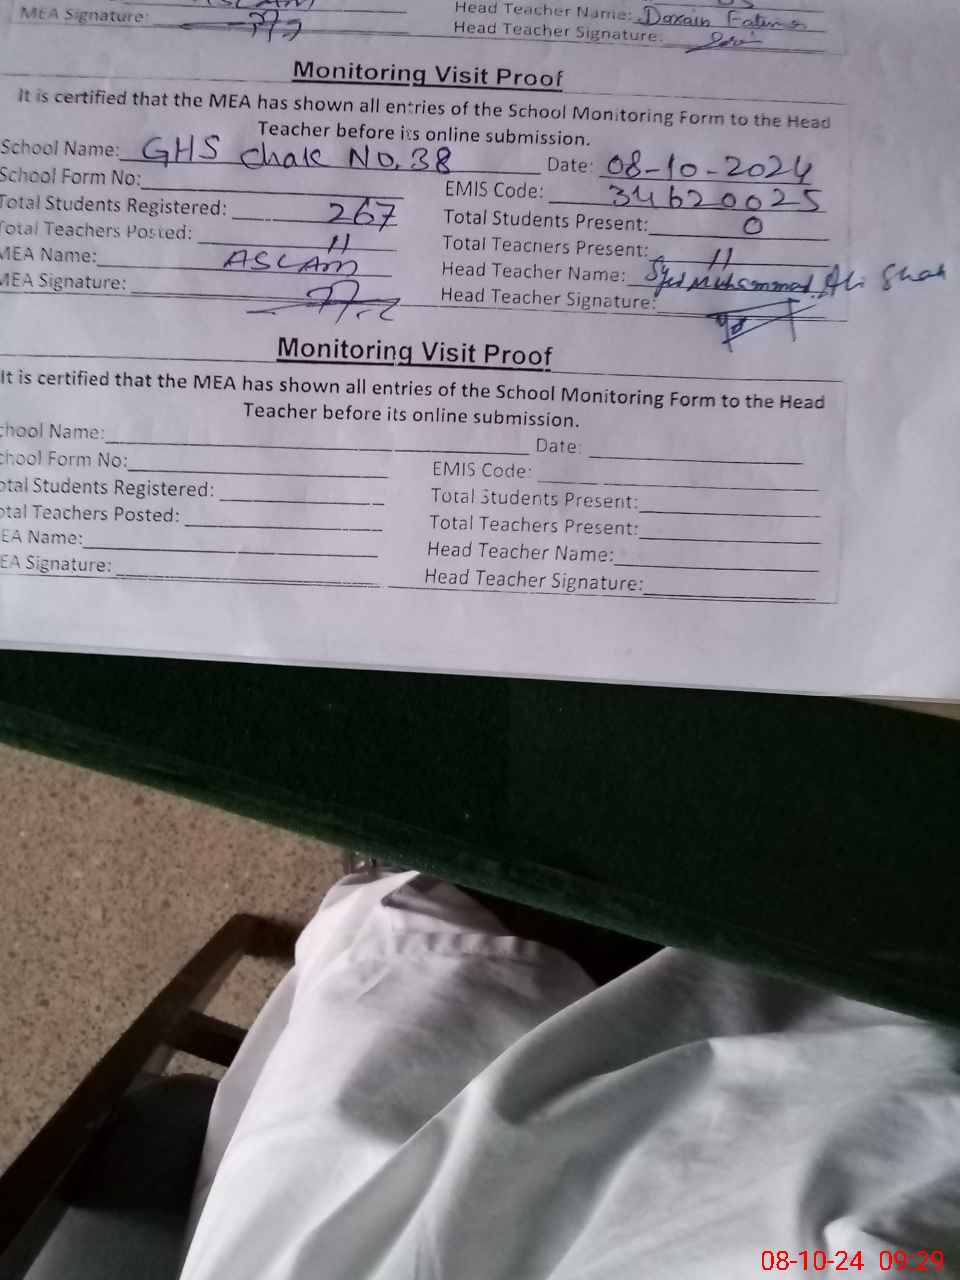 MEA Signature:
Head Teacher Name:
Head Teacher Signature:
Monitoring Visit Proof
It is certified that the MEA has shown all entries of the School Monitoring Form to the Head
Teacher before its online submission.
School Name: GHS Chak No. 38 Date: 08-10-2024
School Form No: EMIS Code: 34620025
Total Students Registered: 267 Total Students Present: 0
Total Teachers Posted: 11 Total Teachers Present: 11
MEA Name: ASLAM Head Teacher Name: Syed Muhammad Ali Shah
MEA Signature: Head Teacher Signature:
Monitoring Visit Proof
It is certified that the MEA has shown all entries of the School Monitoring Form to the Head
Teacher before its online submission.
chool Name: Date:
chool Form No: EMIS Code:
otal Students Registered: Total Students Present:
otal Teachers Posted: Total Teachers Present:
EA Name: Head Teacher Name:
EA Signature: Head Teacher Signature:
08-10-24 09:29